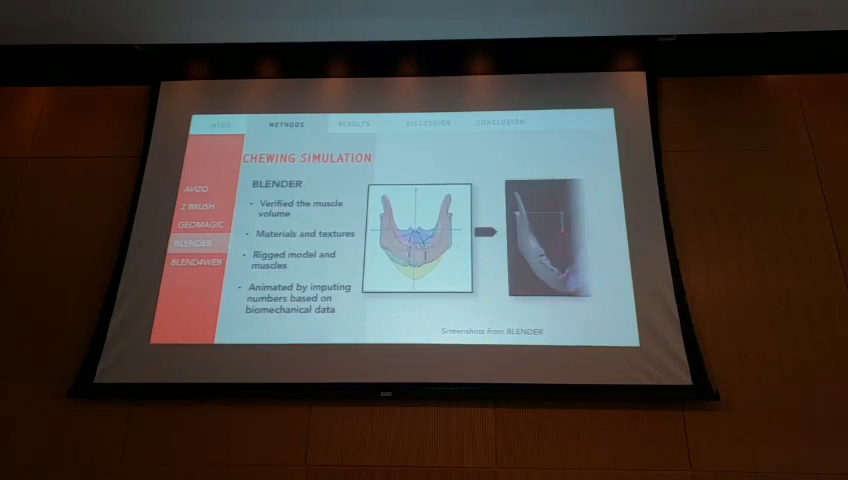 INTRO METHODS RESULTS DISCUSSION CONCLUSION
CHEWING SIMULATION
AVIZO
Z BRUSH
GEOMAGIC
BLENDER
BLEND4WEB
BLENDER
• Verified the muscle
volume
• Materials and textures
• Rigged model and
muscles
• Animated by imputing
numbers based on
biomechanical data
Screenshots from BLENDER